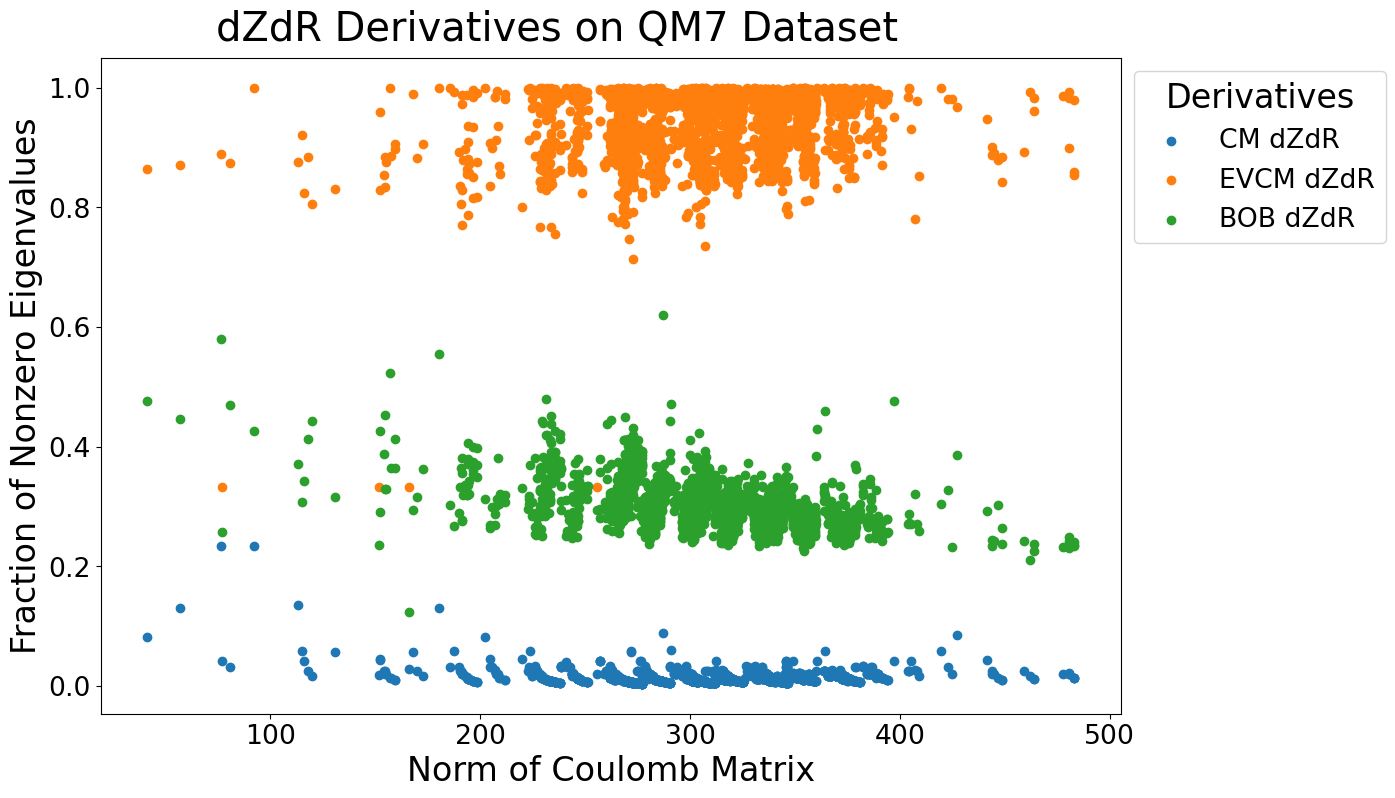 dZdR Derivatives on QM7 Dataset
Fraction of Nonzero Eigenvalues
1.0
0.8
0.6
0.4
0.2
0.0
100
200
300
400
500
Norm of Coulomb Matrix
Derivatives
CM dZdR
EVCM dZdR
BOB dZdR